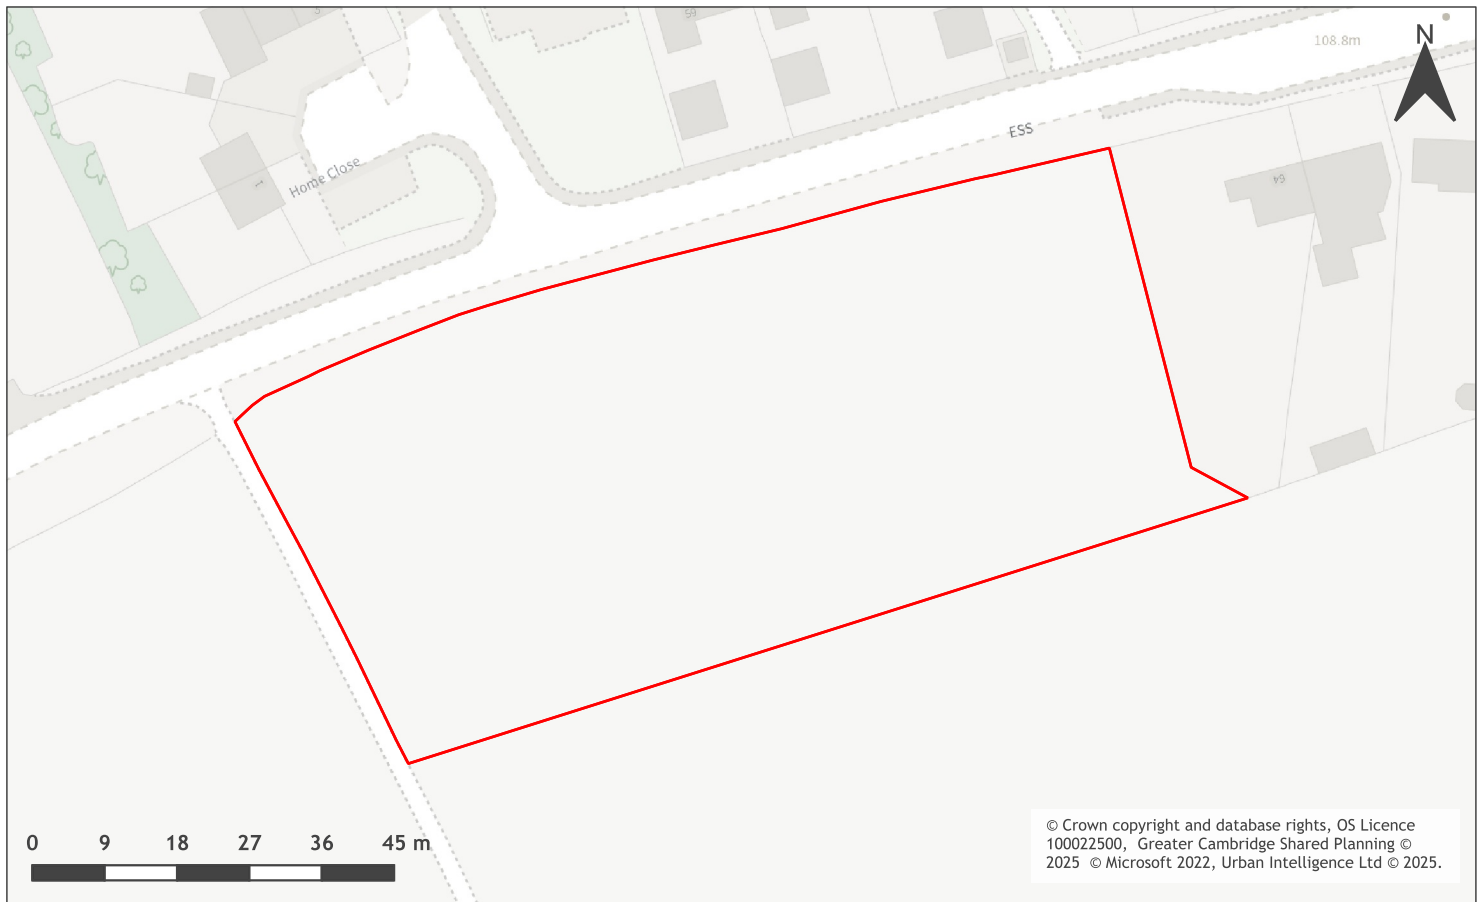 55
108.8m
N
ESS
64
Home Close
1
0 9 18 27 36 45 m
© Crown copyright and database rights, OS Licence
100022500, Greater Cambridge Shared Planning ©
2025 © Microsoft 2022, Urban Intelligence Ltd © 2025.